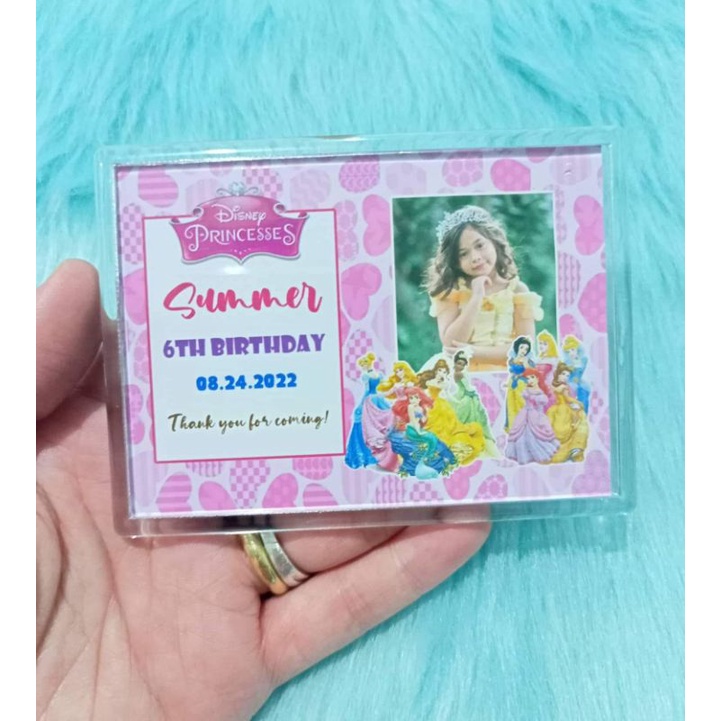 Disney
PRINCESSES
Summer
6TH BIRTHDAY
08.24.2022
Thank you for coming!